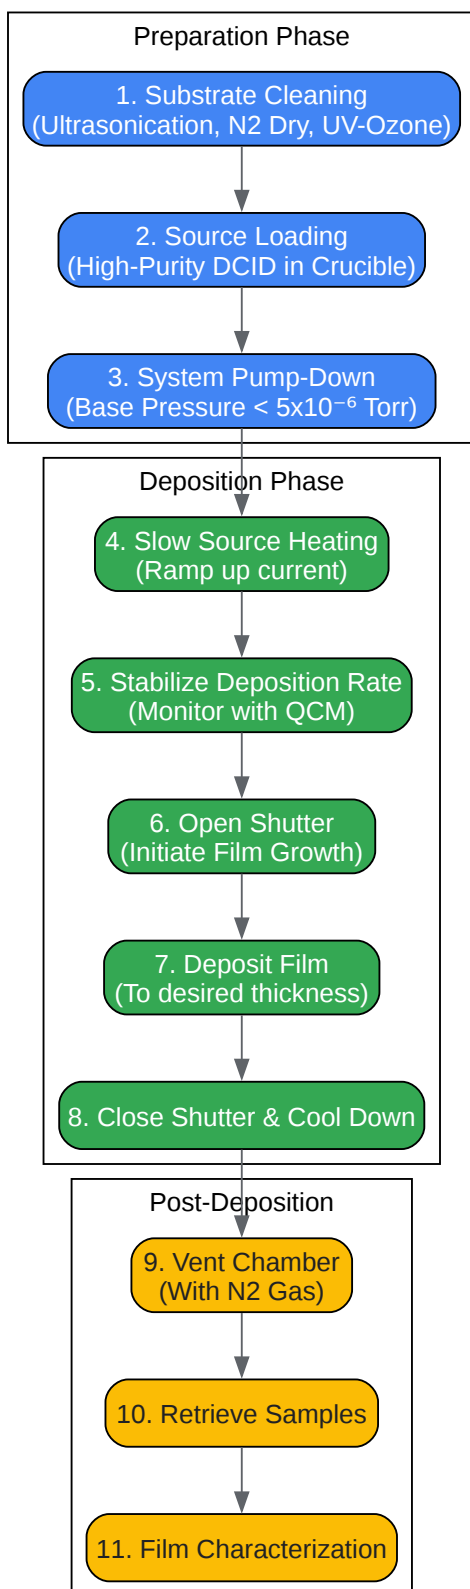 Preparation Phase
1. Substrate Cleaning
(Ultrasonication, N2 Dry, UV-Ozone)
2. Source Loading
(High-Purity DCID in Crucible)
3. System Pump-Down
(Base Pressure < 5x10⁻⁶ Torr)
Deposition Phase
4. Slow Source Heating
(Ramp up current)
5. Stabilize Deposition Rate
(Monitor with QCM)
6. Open Shutter
(Initiate Film Growth)
7. Deposit Film
(To desired thickness)
8. Close Shutter & Cool Down
Post-Deposition
9. Vent Chamber
(With N2 Gas)
10. Retrieve Samples
11. Film Characterization